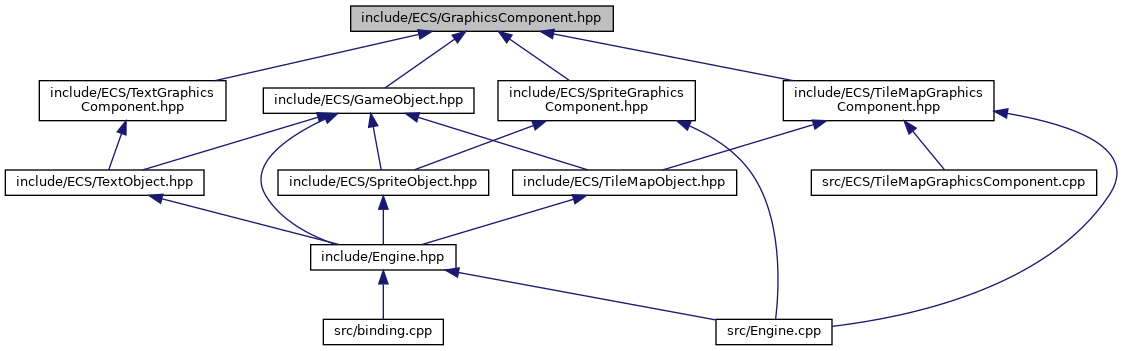 include/ECS/GraphicsComponent.hpp
include/ECS/TextGraphics
Component.hpp
include/ECS/GameObject.hpp
include/ECS/SpriteGraphics
Component.hpp
include/ECS/TileMapGraphics
Component.hpp
include/ECS/TextObject.hpp
include/ECS/SpriteObject.hpp
include/ECS/TileMapObject.hpp
src/ECS/TileMapGraphicsComponent.cpp
include/Engine.hpp
src/binding.cpp
src/Engine.cpp